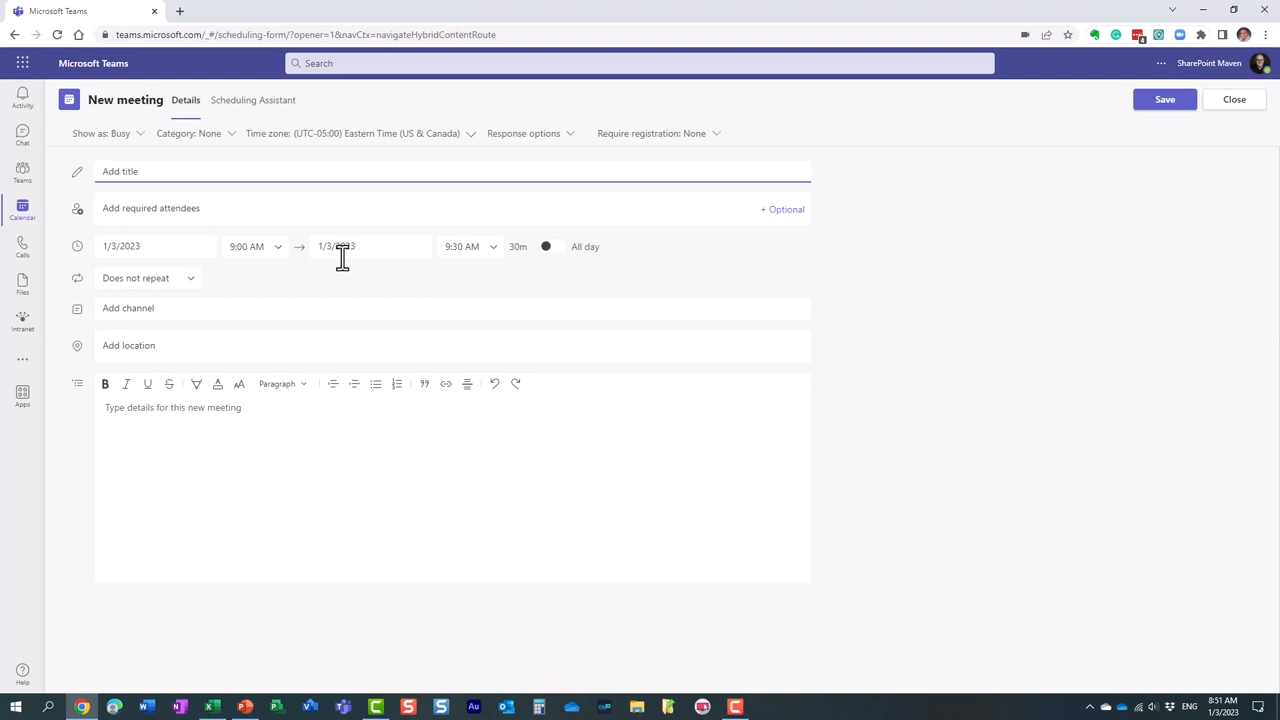 Microsoft Teams
teams.microsoft.com/_#/scheduling-form/?opener=1&navCtx=navigateHybridContentRoute
4
Microsoft Teams
Search
SharePoint Maven
Activity
Chat
Teams
Calendar
Calls
Files
Intranet
Apps
Help
New meeting Details Scheduling Assistant
Save Close
Show as: Busy Category: None Time zone: (UTC-05:00) Eastern Time (US & Canada) Response options Require registration: None
Add title
Add required attendees + Optional
1/3/2023 9:00 AM → 1/3/2023 9:30 AM 30m All day
Does not repeat
Add channel
Add location
B I U S Paragraph
Type details for this new meeting
ENG 8:51 AM
1/3/2023